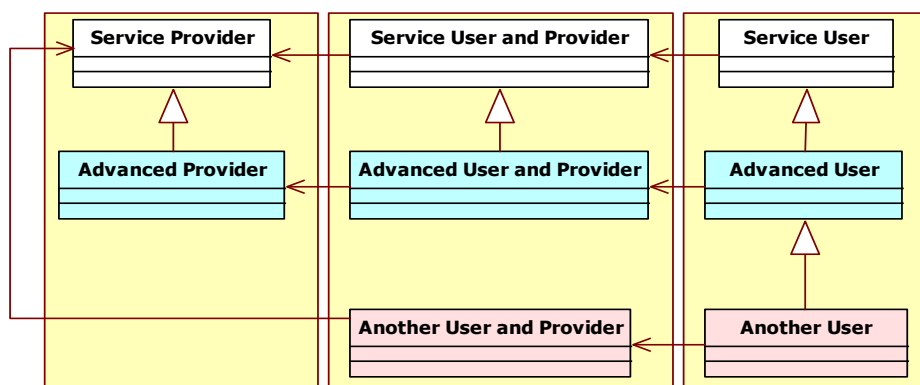 Service Provider
Service User and Provider
Service User
Advanced Provider
Advanced User and Provider
Advanced User
Another User and Provider
Another User